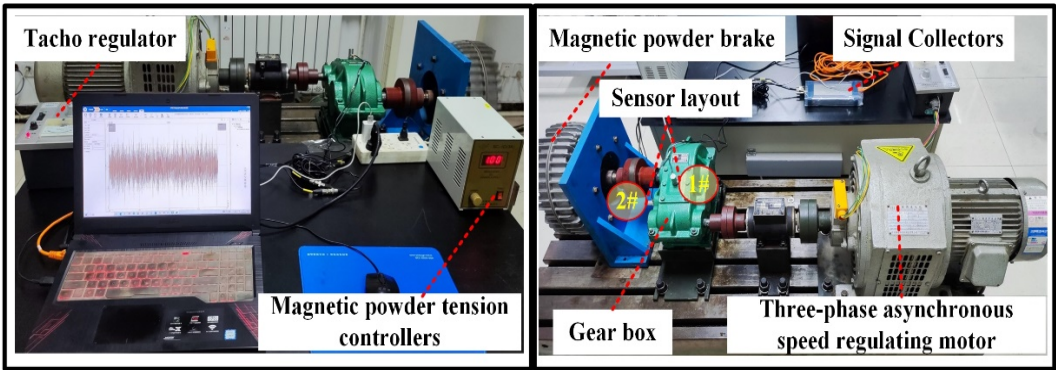 Tacho regulator
100
Magnetic powder tension
controllers
Magnetic powder brake
Signal Collectors
Sensor layout
1#
2#
Gear box
Three-phase asynchronous
speed regulating motor